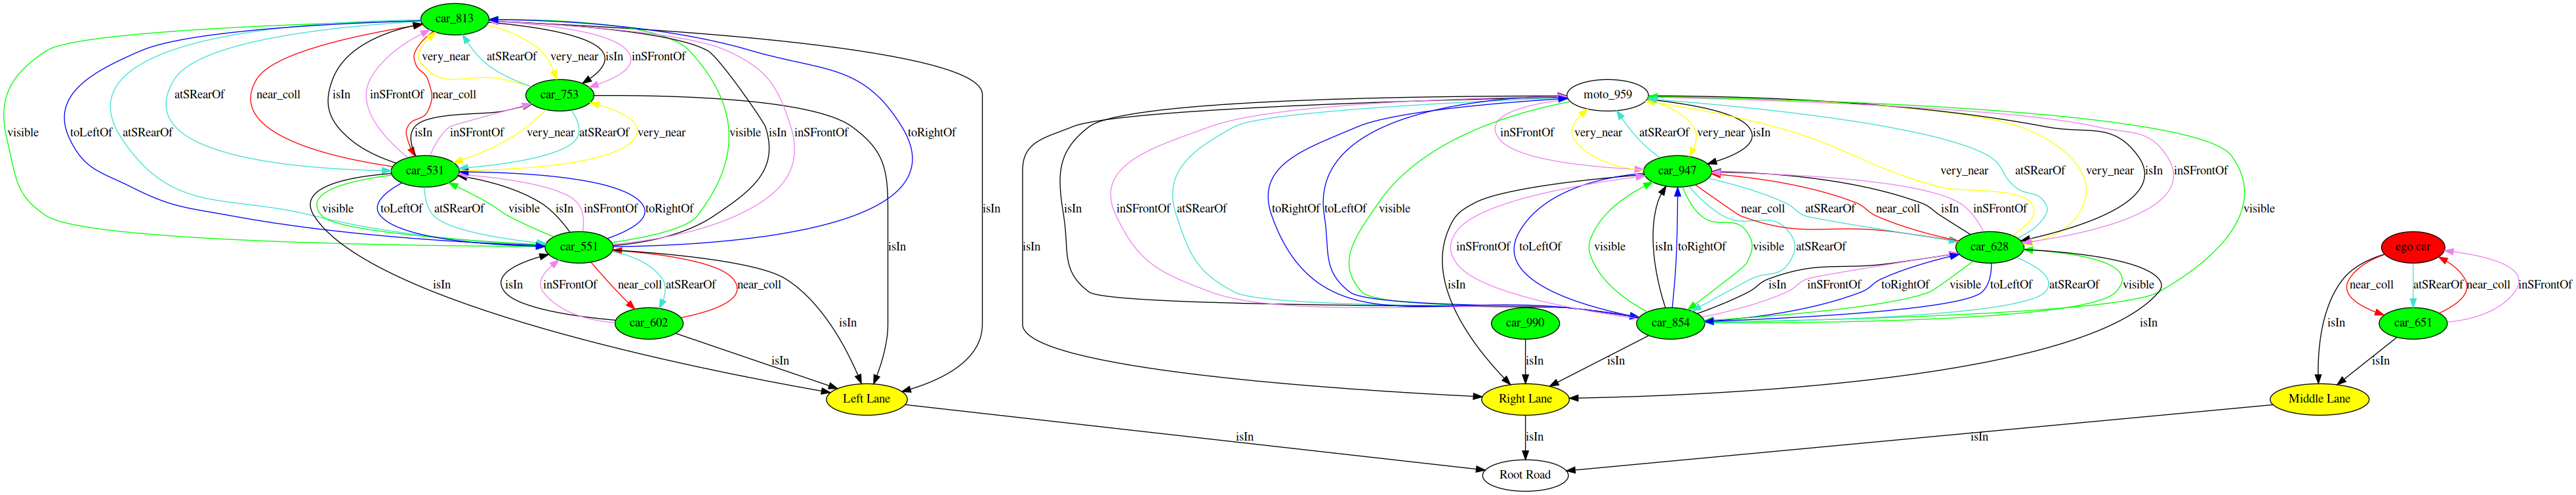 car_813
very_near atSRearOf very_near isIn inSFrontOf
car_753 moto_959
visible toLeftOf atSRearOf atSRearOf near_coll isIn inSFrontOf near_coll isIn inSFrontOf very_near atSRearOf very_near visible isIn inSFrontOf toRightOf inSFrontOf very_near atSRearOf very_near isIn
car_531 car_947 very_near atSRearOf very_near isIn inSFrontOf
visible toLeftOf atSRearOf visible isIn inSFrontOf toRightOf inSFrontOf atSRearOf toRightOf toLeftOf visible near_coll atSRearOf near_coll isIn inSFrontOf visible
car_551 isIn isIn isIn inSFrontOf toLeftOf visible isIn toRightOf visible atSRearOf car_628 ego car
isIn isIn inSFrontOf near_coll atSRearOf near_coll isIn isIn inSFrontOf toRightOf visible toLeftOf atSRearOf visible near_coll atSRearOf near_coll inSFrontOf
car_602 isIn car_990 car_854 isIn isIn car_651
isIn isIn isIn isIn
Left Lane Right Lane Middle Lane
isIn isIn isIn
Root Road